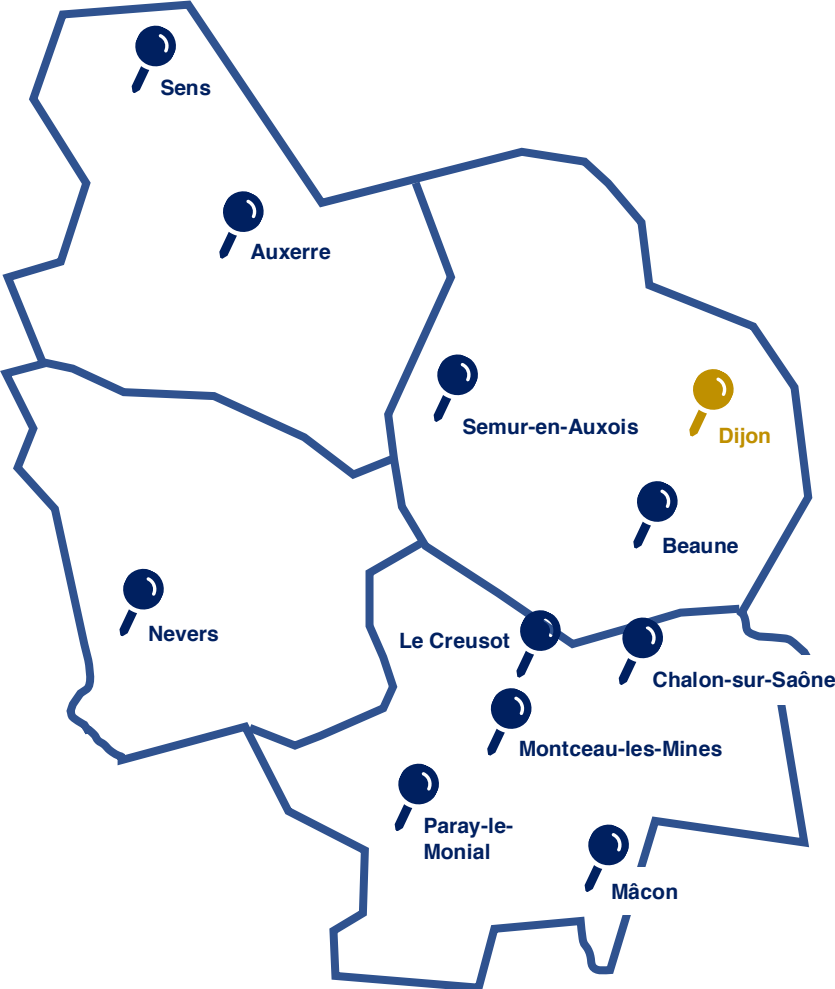 Sens
Auxerre
Semur-en-Auxois
Dijon
Beaune
Nevers
Le Creusot
Chalon-sur-Saône
Montceau-les-Mines
Paray-le-
Monial
Mâcon